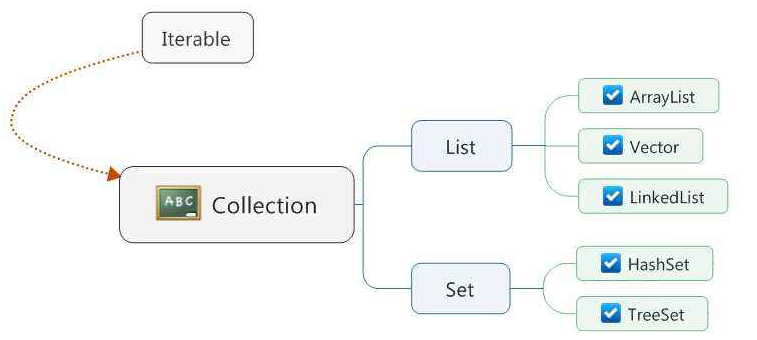 Iterable
ABC
Collection
List
ArrayList
Vector
LinkedList
Set
HashSet
TreeSet